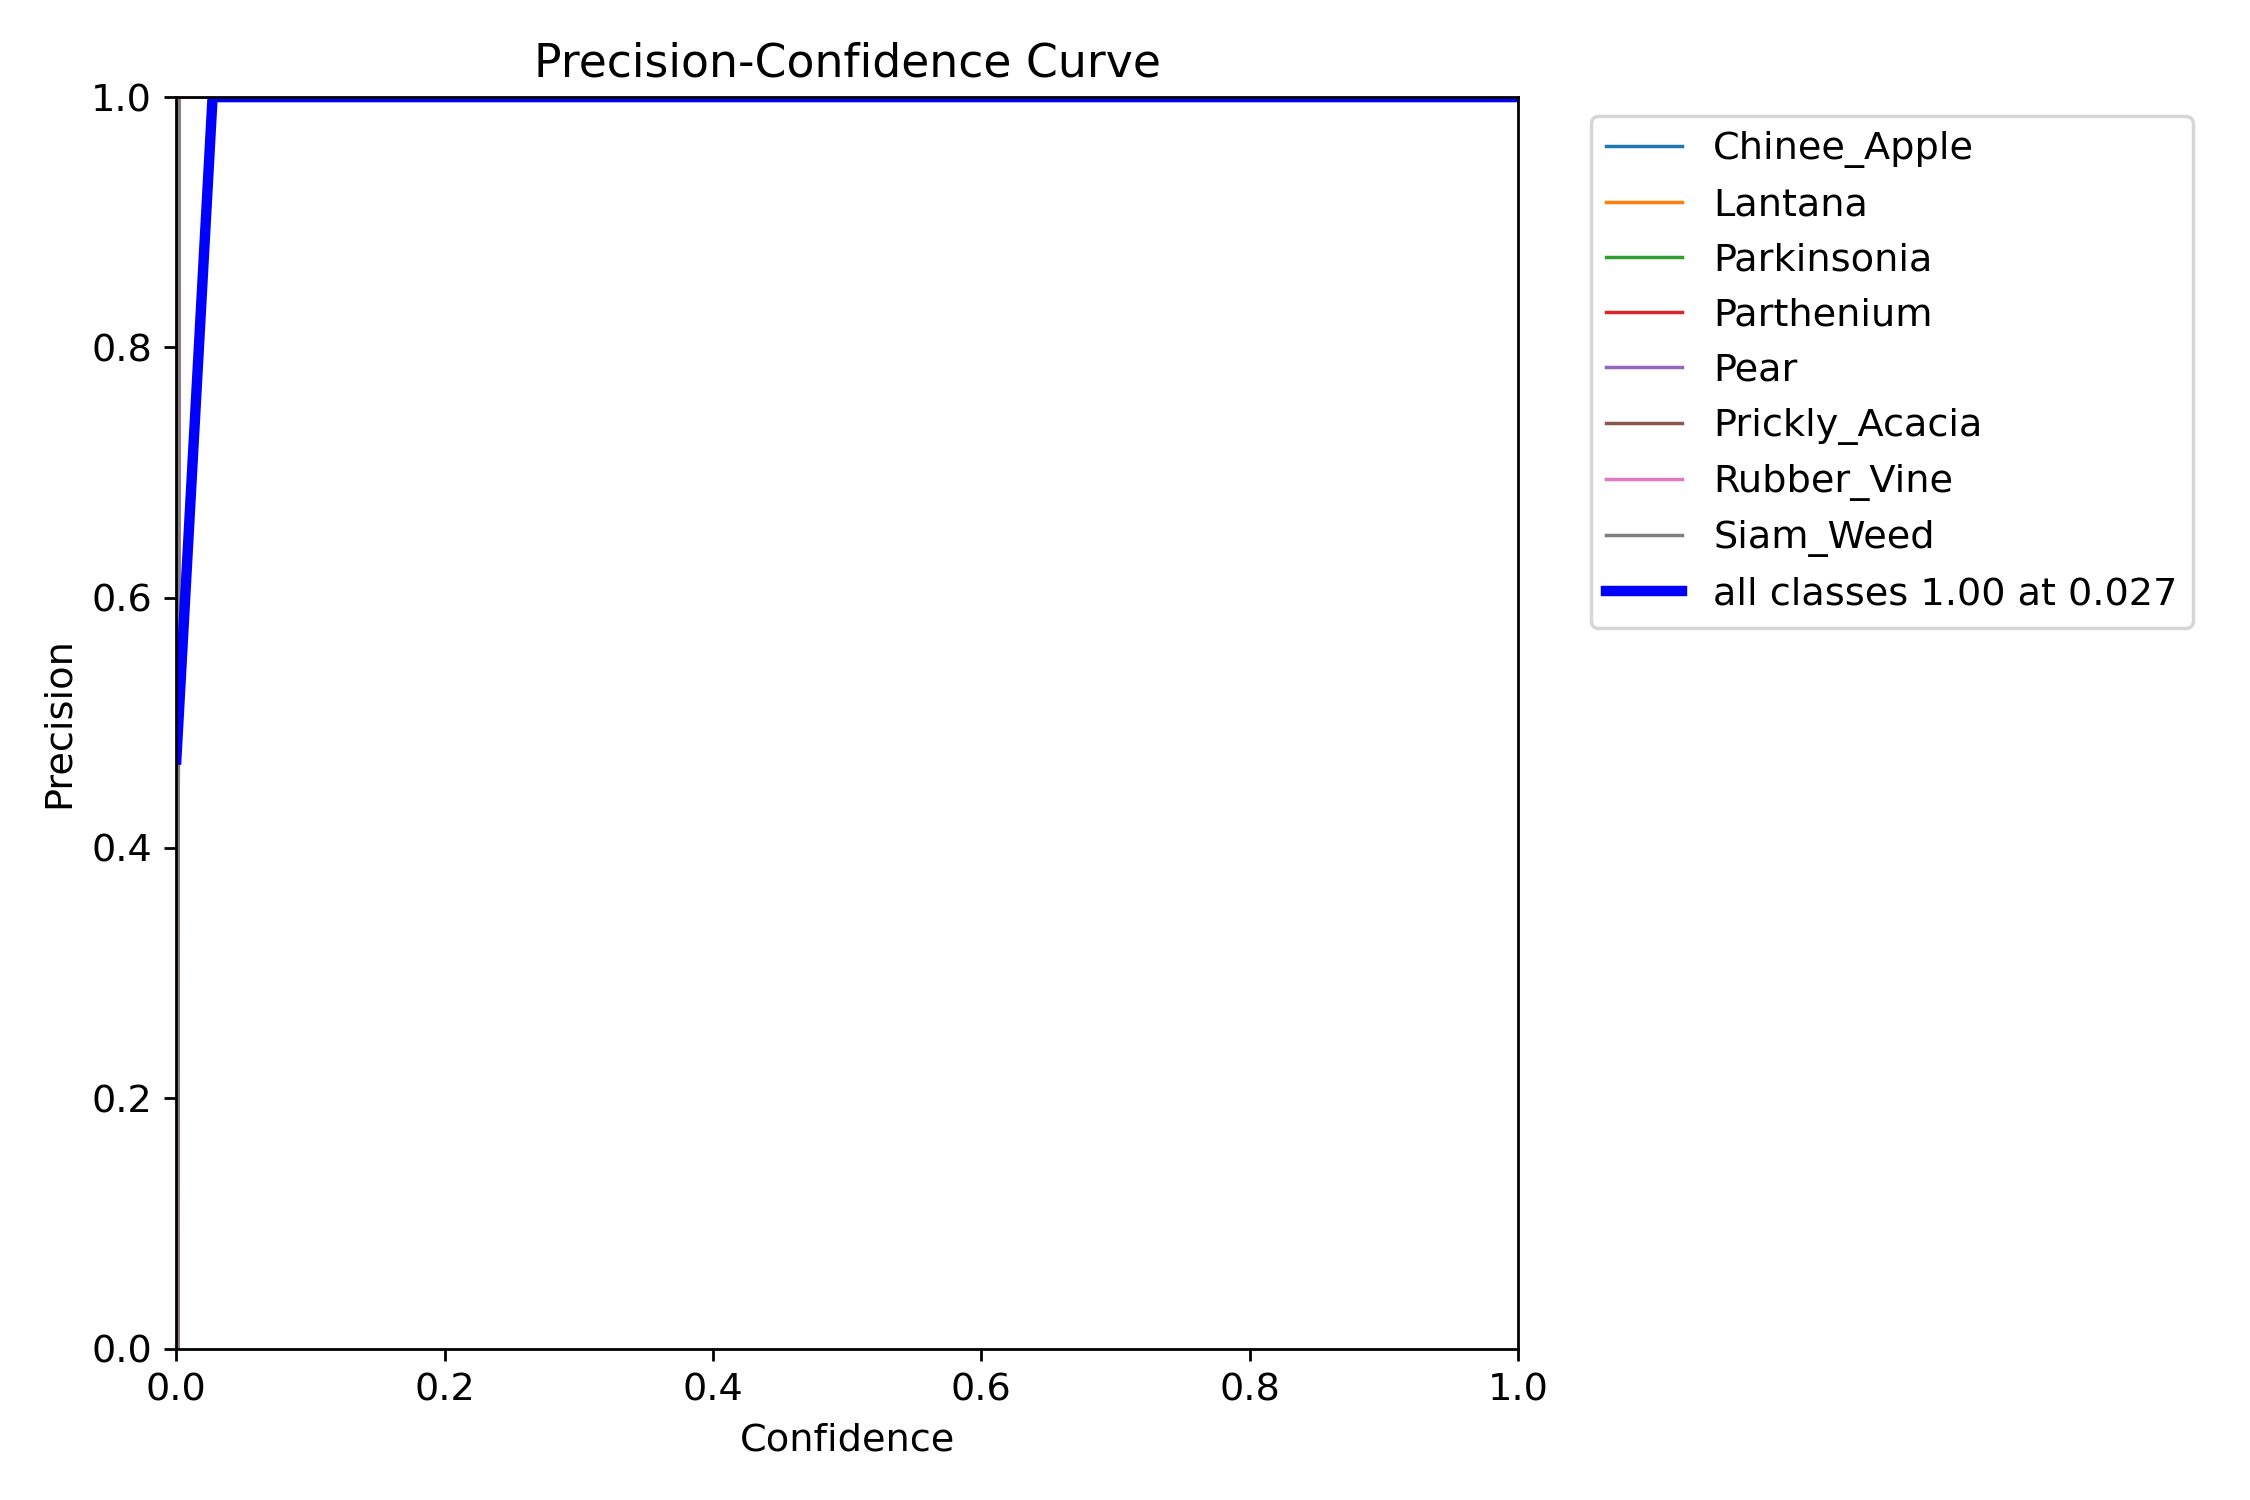 Precision-Confidence Curve
1.0
0.8
0.6
0.4
0.2
0.0
Precision
0.0 0.2 0.4 0.6 0.8 1.0
Confidence
Chinee_Apple
Lantana
Parkinsonia
Parthenium
Pear
Prickly_Acacia
Rubber_Vine
Siam_Weed
all classes 1.00 at 0.027